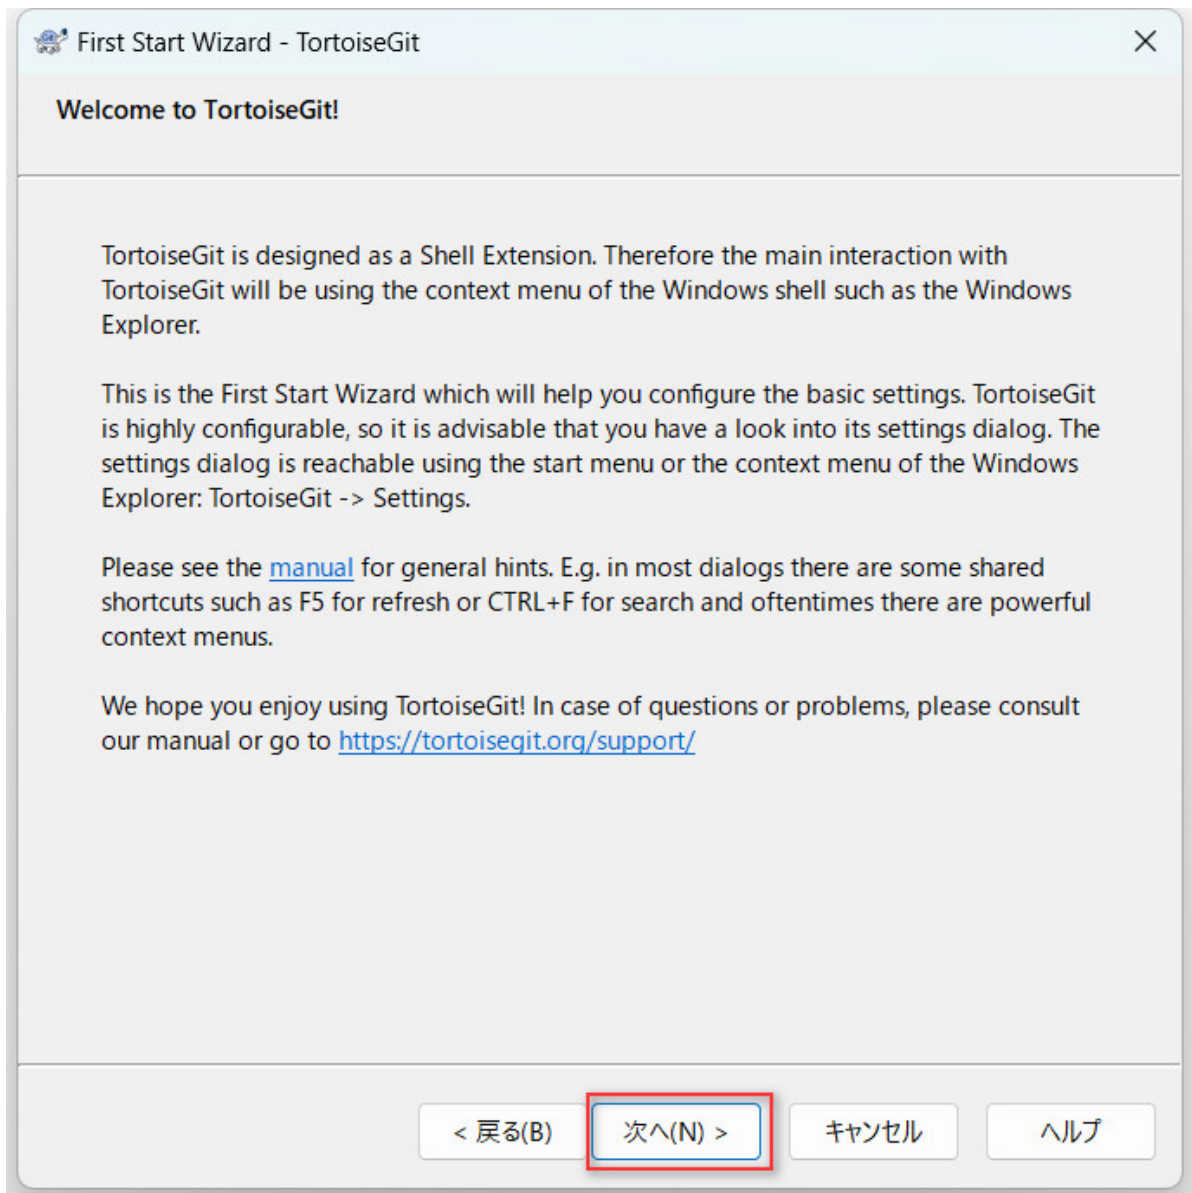 First Start Wizard - TortoiseGit
Welcome to TortoiseGit!
TortoiseGit is designed as a Shell Extension. Therefore the main interaction with
TortoiseGit will be using the context menu of the Windows shell such as the Windows
Explorer.
This is the First Start Wizard which will help you configure the basic settings. TortoiseGit
is highly configurable, so it is advisable that you have a look into its settings dialog. The
settings dialog is reachable using the start menu or the context menu of the Windows
Explorer: TortoiseGit -> Settings.
Please see the manual for general hints. E.g. in most dialogs there are some shared
shortcuts such as F5 for refresh or CTRL+F for search and oftentimes there are powerful
context menus.
We hope you enjoy using TortoiseGit! In case of questions or problems, please consult
our manual or go to https://tortoisegit.org/support/
< 戻る(B) 次へ(N) > キャンセル ヘルプ